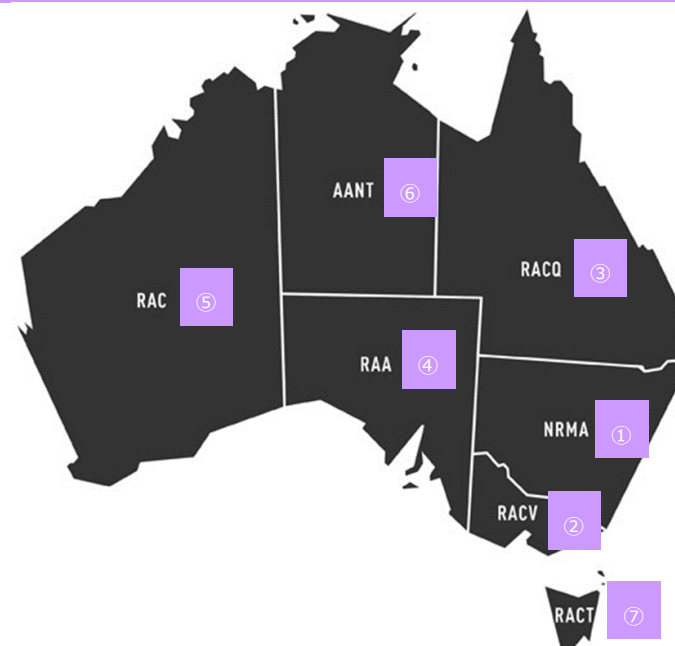 AANT ⑥
RACQ ③
RAC ⑤
RAA ④
NRMA ①
RACV ②
RACT ⑦